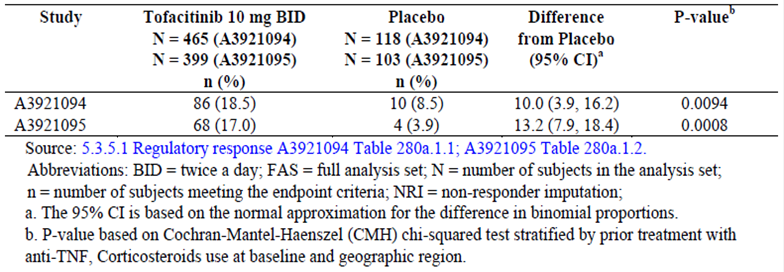 Study Tofacitinib 10 mg BID Placebo Difference P-valueᵇ
N = 465 (A3921094) N = 118 (A3921094) from Placebo
N = 399 (A3921095) N = 103 (A3921095) (95% CI)ᵃ
n (%) n (%)
A3921094 86 (18.5) 10 (8.5) 10.0 (3.9, 16.2) 0.0094
A3921095 68 (17.0) 4 (3.9) 13.2 (7.9, 18.4) 0.0008
Source: 5.3.5.1 Regulatory response A3921094 Table 280a.1.1; A3921095 Table 280a.1.2.
Abbreviations: BID = twice a day; FAS = full analysis set; N = number of subjects in the analysis set;
n = number of subjects meeting the endpoint criteria; NRI = non-responder imputation;
a. The 95% CI is based on the normal approximation for the difference in binomial proportions.
b. P-value based on Cochran-Mantel-Haenszel (CMH) chi-squared test stratified by prior treatment with
anti-TNF, Corticosteroids use at baseline and geographic region.